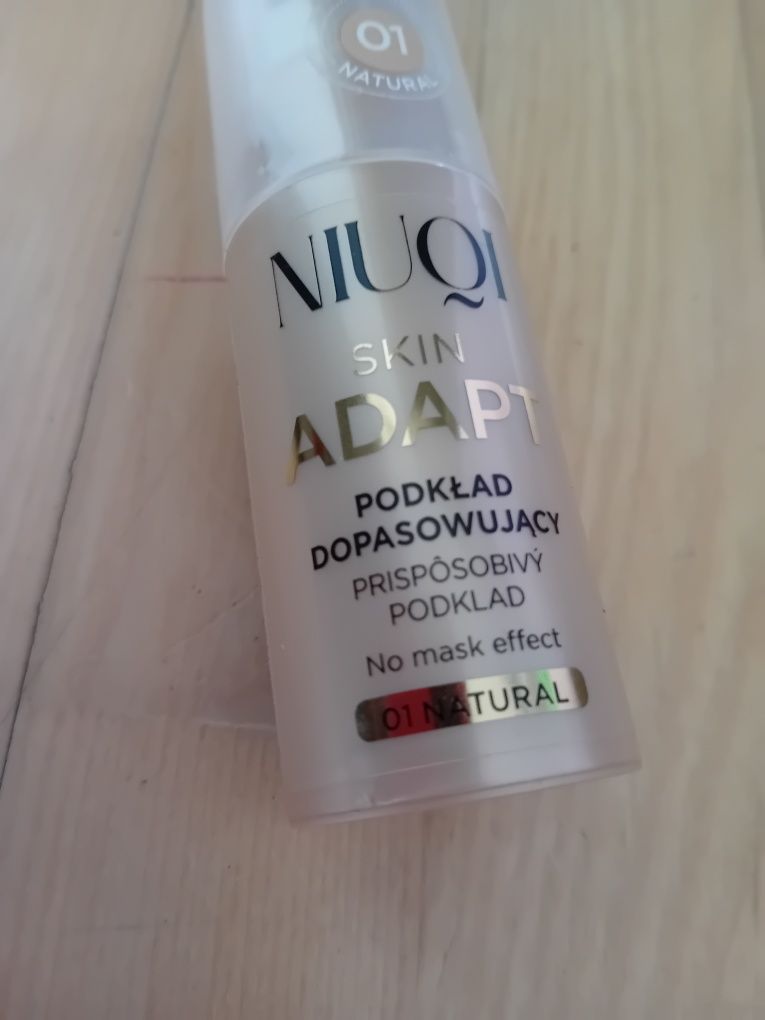 01
NATURAL
NIUQI
SKIN
ADAPT
PODKŁAD
DOPASOWUJĄCY
PRISPÔSOBIVÝ
PODKLAD
No mask effect
01 NATURAL